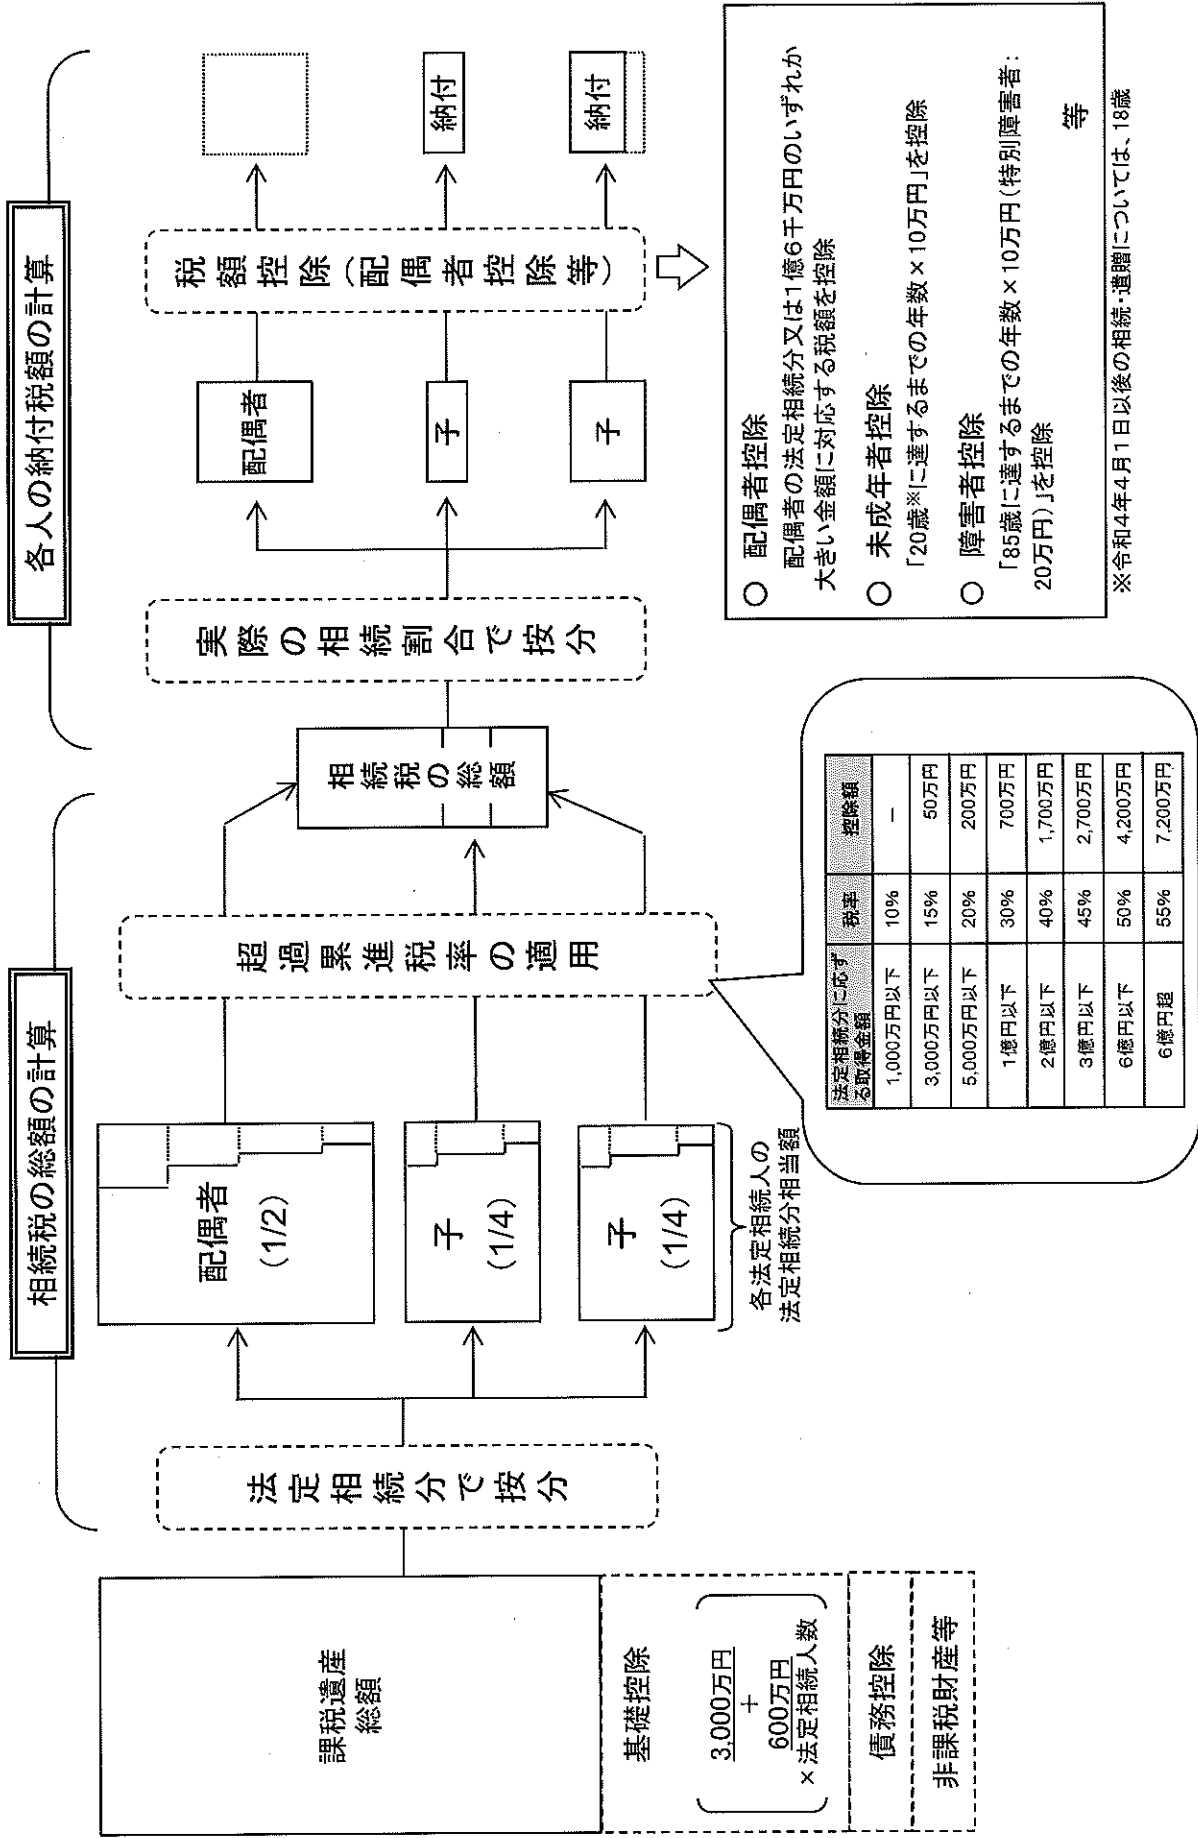 相続税の総額の計算
各人の納付税額の計算
課税遺産
総額
基礎控除
3,000万円
+
600万円
×法定相続人数
債務控除
非課税財産等
法定相続分で按分
配偶者
(1/2)
子
(1/4)
子
(1/4)
各法定相続人の
法定相続分相当額
超過累進税率の適用
相続税の総額
実際の相続割合で按分
配偶者
子
子
税額控除(配偶者控除等)
納付
納付
法定相続分に応ず
る取得金額
税率
控除額
1,000万円以下 10% −
3,000万円以下 15% 50万円
5,000万円以下 20% 200万円
1億円以下 30% 700万円
2億円以下 40% 1,700万円
3億円以下 45% 2,700万円
6億円以下 50% 4,200万円
6億円超 55% 7,200万円
○ 配偶者控除
配偶者の法定相続分又は1億6千万円のいずれか
大きい金額に対応する税額を控除
○ 未成年者控除
「20歳※に達するまでの年数×10万円」を控除
○ 障害者控除
「85歳に達するまでの年数×10万円(特別障害者:
20万円)」を控除
等
※令和4年4月1日以後の相続・遺贈については、18歳